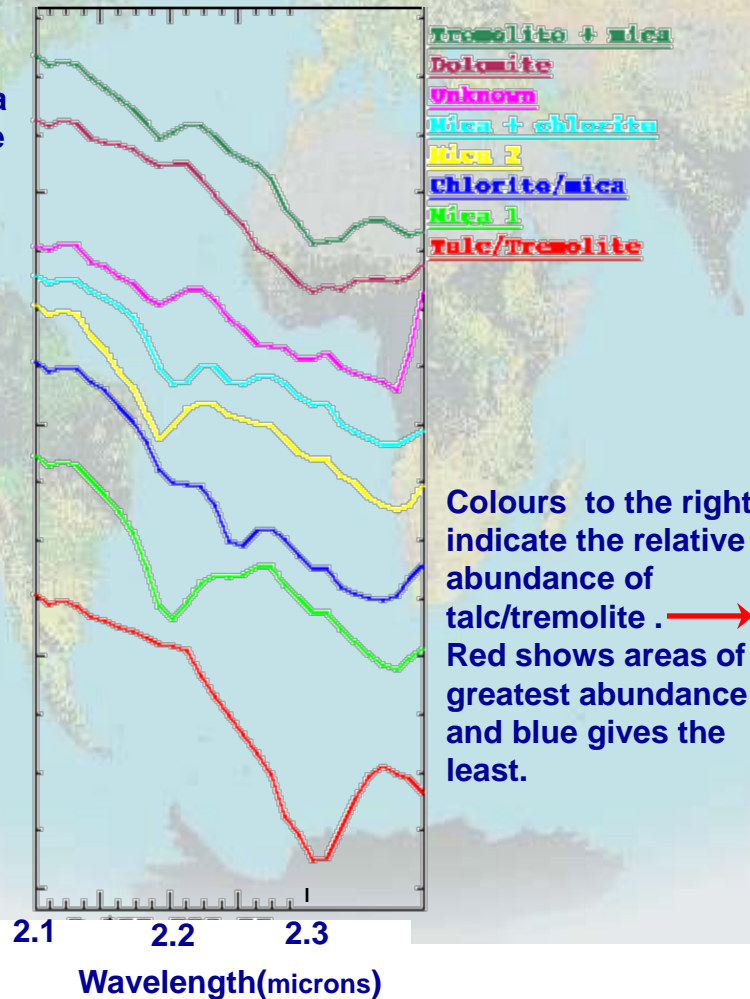 Tremolite + mica
Dolomite
Unknown
Mica + chlorite
Mica 2
Chlorite/mica
Mica 1
Talc/Tremolite
a
e
Colours to the right
indicate the relative
abundance of
talc/tremolite .
Red shows areas of
greatest abundance
and blue gives the
least.
2.1 2.2 2.3
Wavelength(microns)